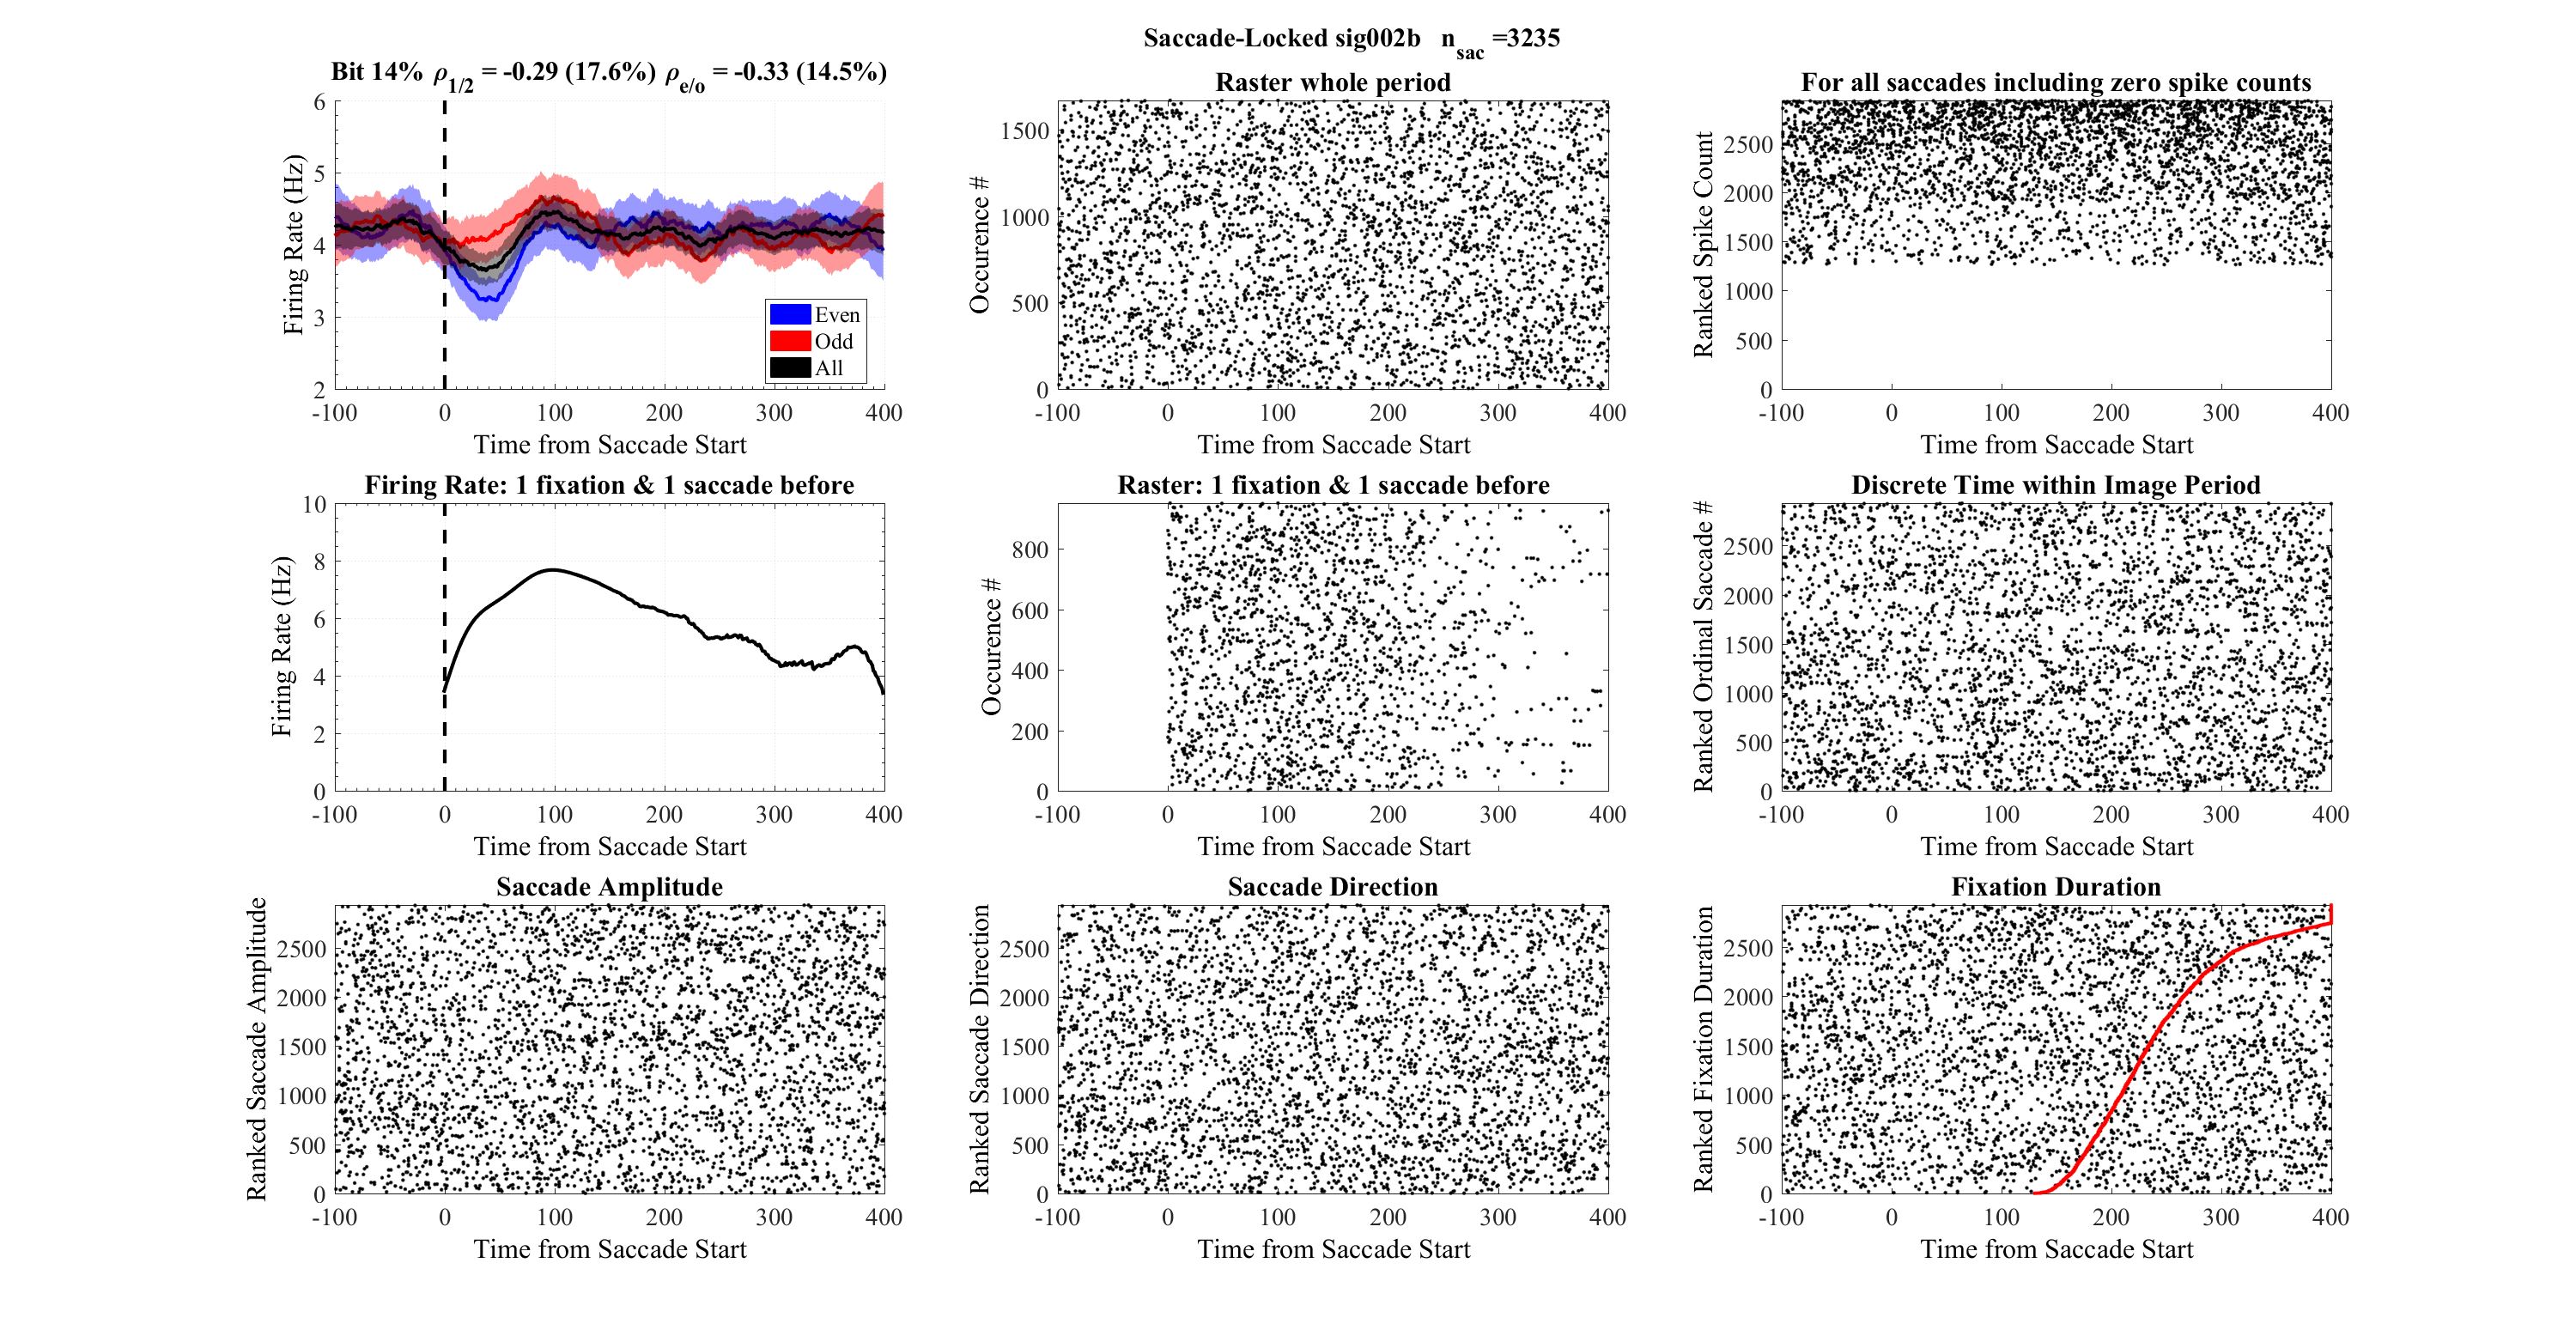 Saccade-Locked sig002b n_sac =3235
Bit 14% ρ_1/2 = -0.29 (17.6%) ρ_e/o = -0.33 (14.5%)
Firing Rate (Hz)
6
5
4
3
2
Even
Odd
All
-100 0 100 200 300 400
Time from Saccade Start
Raster whole period
Occurence #
1500
1000
500
0
-100 0 100 200 300 400
Time from Saccade Start
For all saccades including zero spike counts
Ranked Spike Count
2500
2000
1500
1000
500
0
-100 0 100 200 300 400
Time from Saccade Start
Firing Rate: 1 fixation & 1 saccade before
Firing Rate (Hz)
10
8
6
4
2
0
-100 0 100 200 300 400
Time from Saccade Start
Raster: 1 fixation & 1 saccade before
Occurence #
800
600
400
200
0
-100 0 100 200 300 400
Time from Saccade Start
Discrete Time within Image Period
Ranked Ordinal Saccade #
2500
2000
1500
1000
500
0
-100 0 100 200 300 400
Time from Saccade Start
Saccade Amplitude
Ranked Saccade Amplitude
2500
2000
1500
1000
500
0
-100 0 100 200 300 400
Time from Saccade Start
Saccade Direction
Ranked Saccade Direction
2500
2000
1500
1000
500
0
-100 0 100 200 300 400
Time from Saccade Start
Fixation Duration
Ranked Fixation Duration
2500
2000
1500
1000
500
0
-100 0 100 200 300 400
Time from Saccade Start